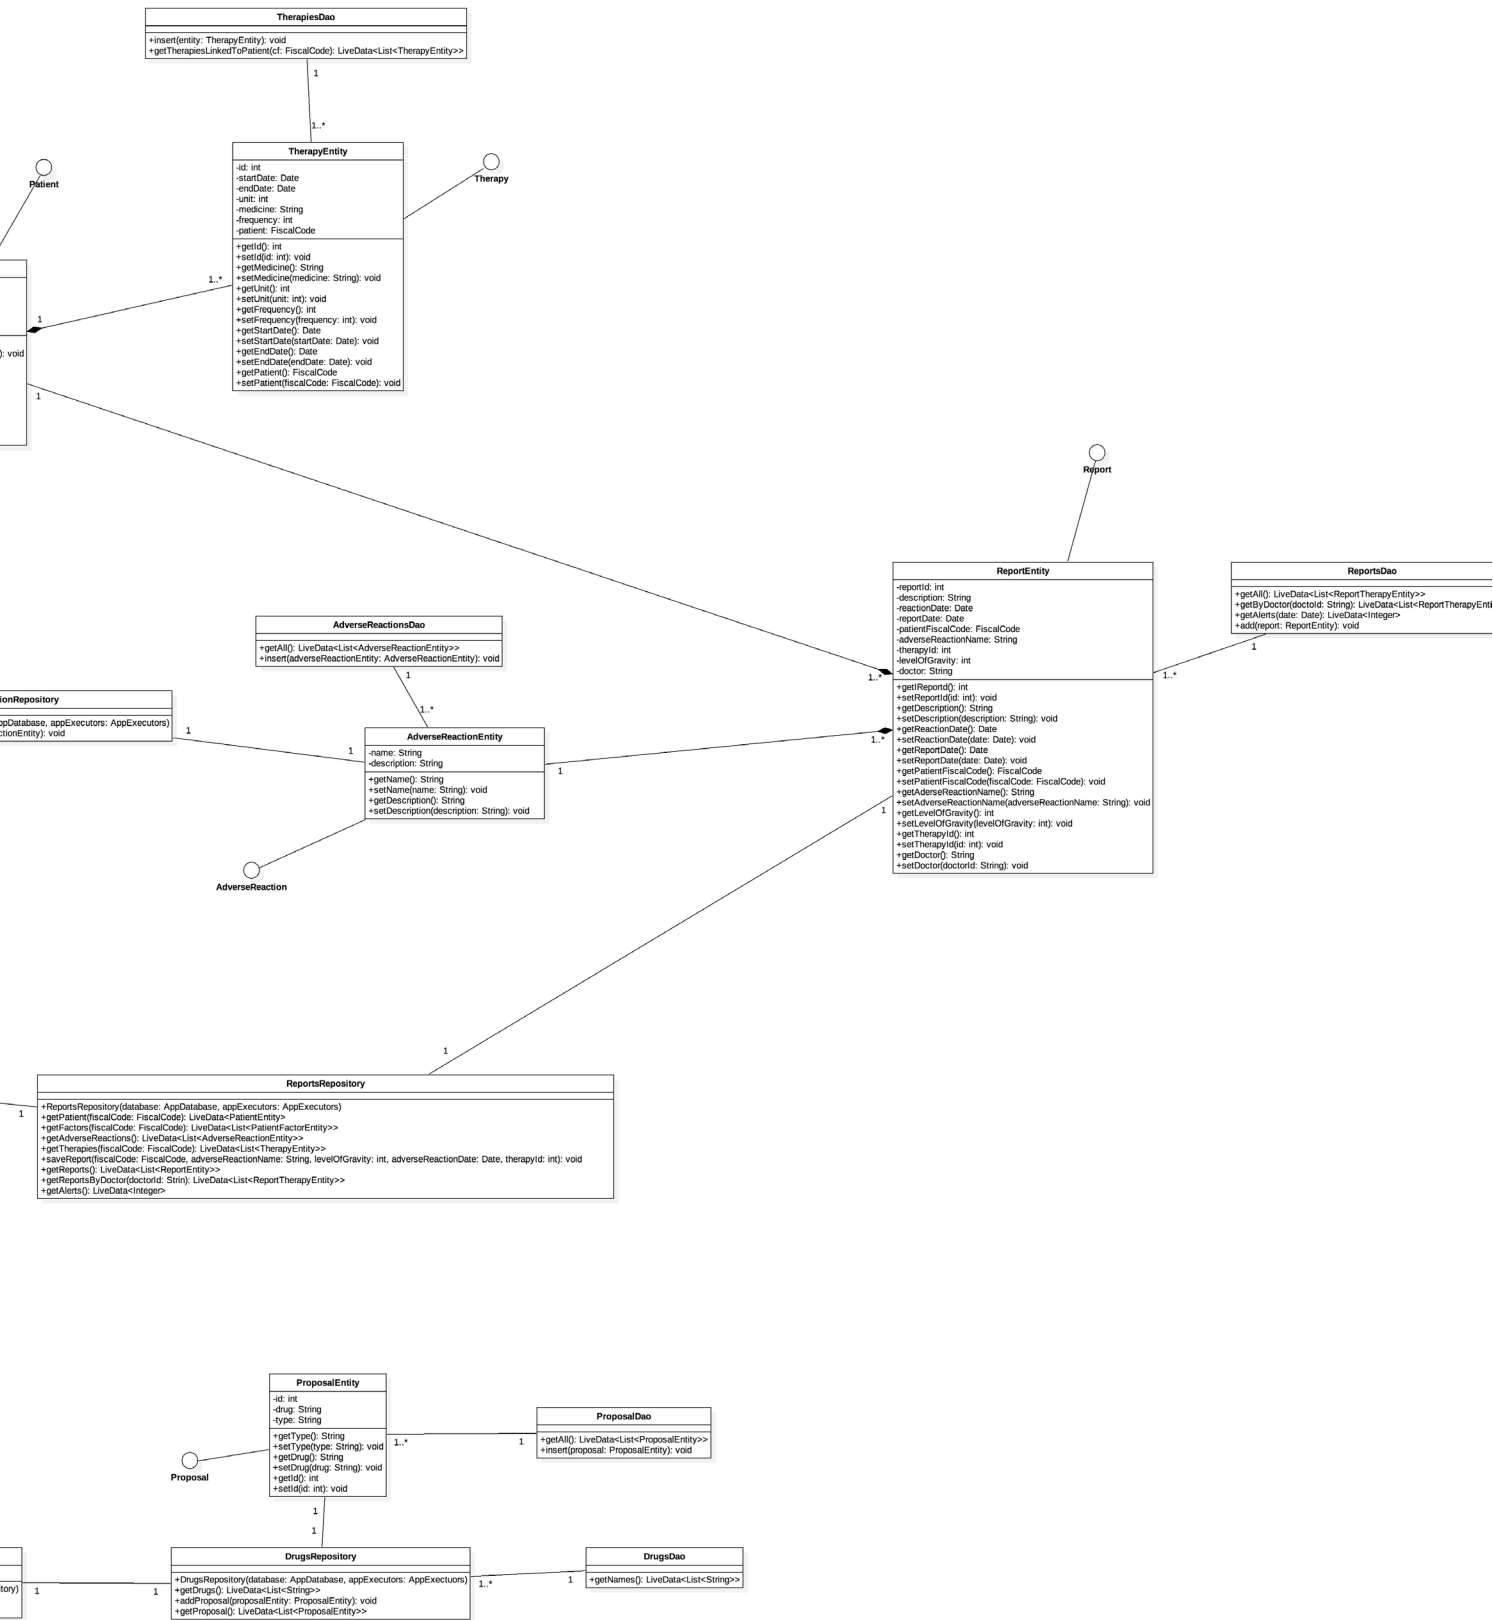 TherapiesDao
+insert(entity: TherapyEntity): void
+getTherapiesLinkedToPatient(cf: FiscalCode): LiveData<List<TherapyEntity>>
1
1..*
Patient
TherapyEntity
-id: int
-startDate: Date
-endDate: Date
-unit: int
-medicine: String
-frequency: int
-patient: FiscalCode
+getId(): int
+setId(id: int): void
+getMedicine(): String
+setMedicine(medicine: String): void
+getUnit(): int
+setUnit(unit: int): void
+getFrequency(): int
+setFrequency(frequency: int): void
+getStartDate(): Date
+setStartDate(startDate: Date): void
+getEndDate(): Date
+setEndDate(endDate: Date): void
+getPatient(): FiscalCode
+setPatient(fiscalCode: FiscalCode): void
Therapy
1..*
1
): void
1
Report
ReportEntity
-reportId: int
-description: String
-reactionDate: Date
-reportDate: Date
-patientFiscalCode: FiscalCode
-adverseReactionName: String
-therapyId: int
-levelOfGravity: int
-doctor: String
+getIReportd(): int
+setReportId(id: int): void
+getDescription(): String
+setDescription(description: String): void
+getReactionDate(): Date
+setReactionDate(date: Date): void
+getReportDate(): Date
+setReportDate(date: Date): void
+getPatientFiscalCode(): FiscalCode
+setPatientFiscalCode(fiscalCode: FiscalCode): void
+getAderseReactionName(): String
+setAdverseReactionName(adverseReactionName: String): void
+getLevelOfGravity(): int
+setLevelOfGravity(levelOfGravity: int): void
+getTherapyId(): int
+setTherapyId(id: int): void
+getDoctor(): String
+setDoctor(doctorId: String): void
ReportsDao
+getAll(): LiveData<List<ReportTherapyEntity>>
+getByDoctor(doctorId: String): LiveData<List<ReportTherapyEnti
+getAlerts(date: Date): LiveData<Integer>
+add(report: ReportEntity): void
1
1..*
1..*
1..*
1
AdverseReactionsDao
+getAll(): LiveData<List<AdverseReactionEntity>>
+insert(adverseReactionEntity: AdverseReactionEntity): void
1
1..*
ionRepository
ppDatabase, appExecutors: AppExecutors)
ctionEntity): void
1
1
AdverseReactionEntity
-name: String
-description: String
+getName(): String
+setName(name: String): void
+getDescription(): String
+setDescription(description: String): void
1
AdverseReaction
1
ReportsRepository
+ReportsRepository(database: AppDatabase, appExecutors: AppExecutors)
+getPatient(fiscalCode: FiscalCode): LiveData<PatientEntity>
+getFactors(fiscalCode: FiscalCode): LiveData<List<PatientFactorEntity>>
+getAdverseReactions(): LiveData<List<AdverseReactionEntity>>
+getTherapies(fiscalCode: FiscalCode): LiveData<List<TherapyEntity>>
+saveReport(fiscalCode: FiscalCode, adverseReactionName: String, levelOfGravity: int, adverseReactionDate: Date, therapyId: int): void
+getReports(): LiveData<List<ReportEntity>>
+getReportsByDoctor(doctorId: Strin): LiveData<List<ReportTherapyEntity>>
+getAlerts(): LiveData<Integer>
1
ProposalEntity
-id: int
-drug: String
-type: String
+getType(): String
+setType(type: String): void
+getDrug(): String
+setDrug(drug: String): void
+getId(): int
+setId(id: int): void
Proposal
1..*
1
ProposalDao
+getAll(): LiveData<List<ProposalEntity>>
+insert(proposal: ProposalEntity): void
1
1
itory)
1
1
DrugsRepository
+DrugsRepository(database: AppDatabase, appExecutors: AppExectuors)
+getDrugs(): LiveData<List<String>>
+addProposal(proposalEntity: ProposalEntity): void
+getProposal(): LiveData<List<ProposalEntity>>
1..*
1
DrugsDao
+getNames(): LiveData<List<String>>